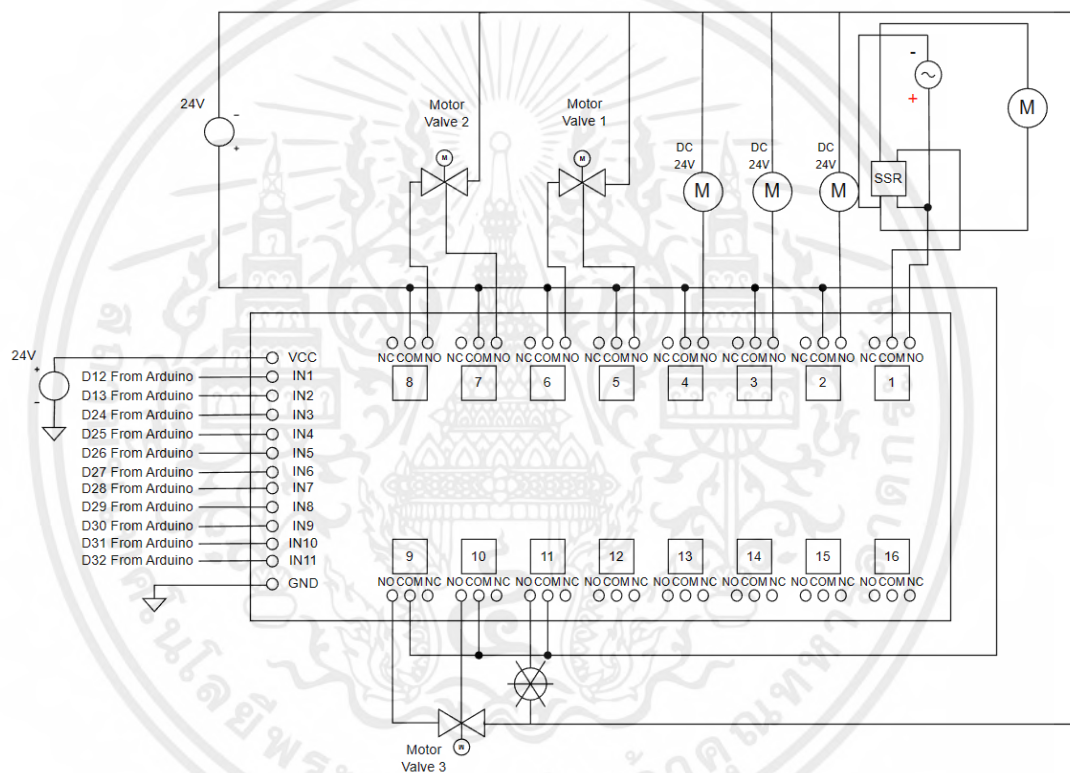 -
+
24V
-
+
Motor
Valve 2
M
Motor
Valve 1
M
DC
24V
M
DC
24V
M
DC
24V
M
SSR
M
NC COM NO
NC COM NO
NC COM NO
NC COM NO
NC COM NO
NC COM NO
NC COM NO
NC COM NO
8
7
6
5
4
3
2
1
24V
+
-
VCC
D12 From Arduino IN1
D13 From Arduino IN2
D24 From Arduino IN3
D25 From Arduino IN4
D26 From Arduino IN5
D27 From Arduino IN6
D28 From Arduino IN7
D29 From Arduino IN8
D30 From Arduino IN9
D31 From Arduino IN10
D32 From Arduino IN11
GND
9
10
11
12
13
14
15
16
NO COM NC
NO COM NC
NO COM NC
NO COM NC
NO COM NC
NO COM NC
NO COM NC
NO COM NC
Motor
Valve 3
M